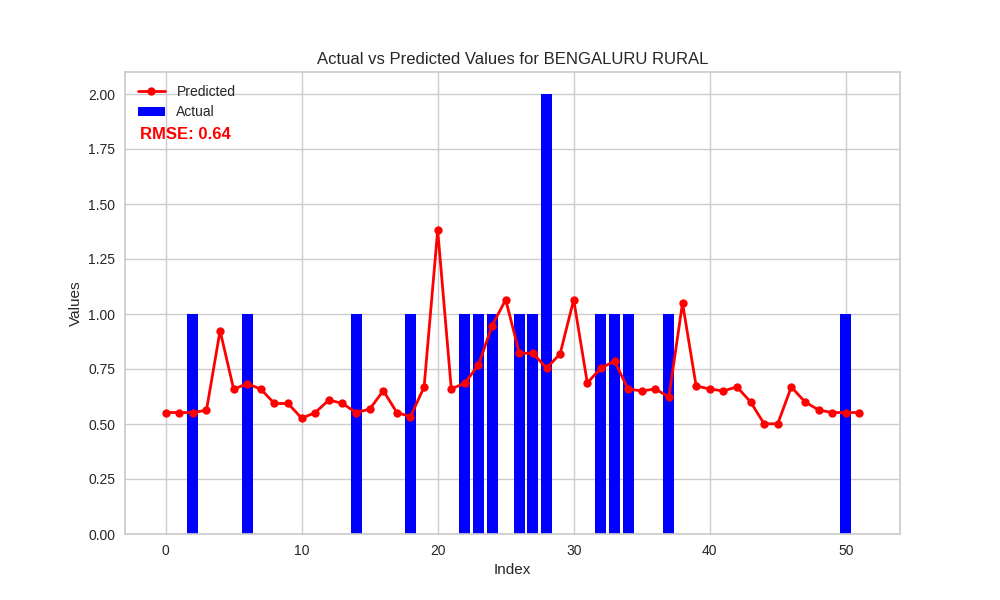 Actual vs Predicted Values for BENGALURU RURAL
Predicted
Actual
RMSE: 0.64
2.00
1.75
1.50
1.25
1.00
0.75
0.50
0.25
0.00
Values
0 10 20 30 40 50
Index